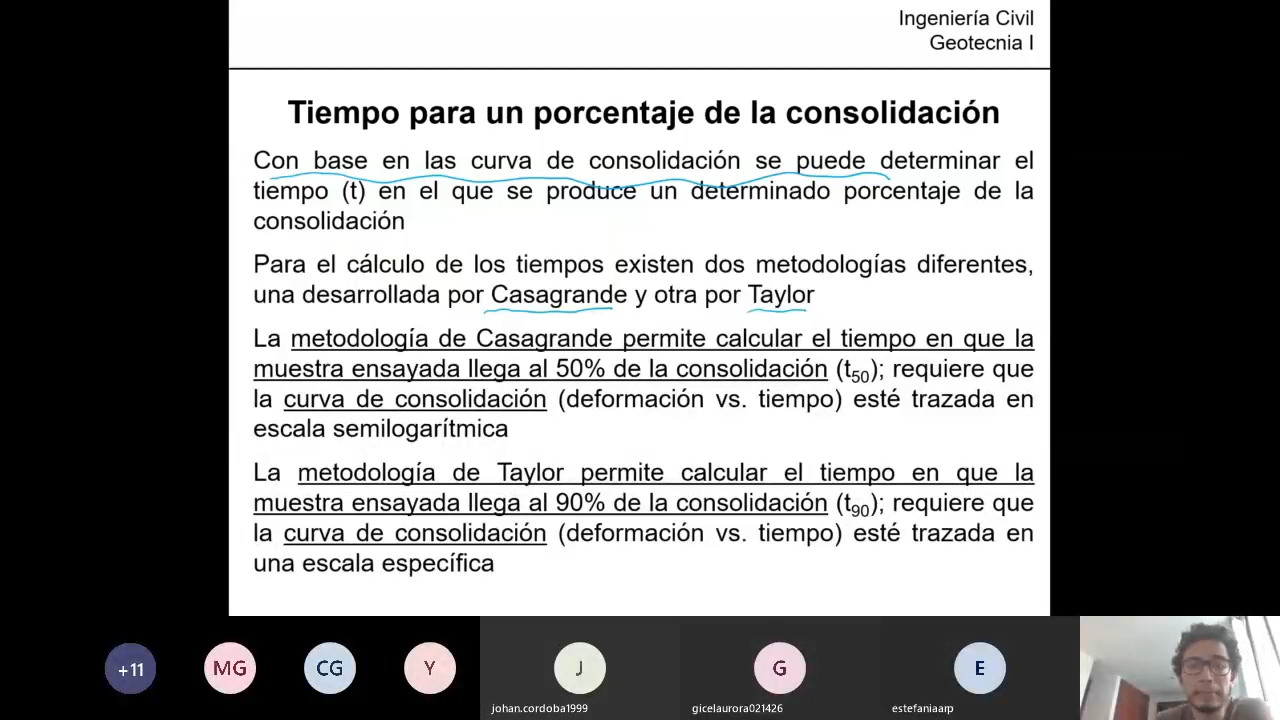 Ingeniería Civil
Geotecnia I
Tiempo para un porcentaje de la consolidación
Con base en las curva de consolidación se puede determinar el
tiempo (t) en el que se produce un determinado porcentaje de la
consolidación
Para el cálculo de los tiempos existen dos metodologías diferentes,
una desarrollada por Casagrande y otra por Taylor
La metodología de Casagrande permite calcular el tiempo en que la
muestra ensayada llega al 50% de la consolidación (t50); requiere que
la curva de consolidación (deformación vs. tiempo) esté trazada en
escala semilogarítmica
La metodología de Taylor permite calcular el tiempo en que la
muestra ensayada llega al 90% de la consolidación (t90); requiere que
la curva de consolidación (deformación vs. tiempo) esté trazada en
una escala específica
+11 MG CG Y J G E
johan.cordoba1999 gicelaurora021426 estefaniaarp